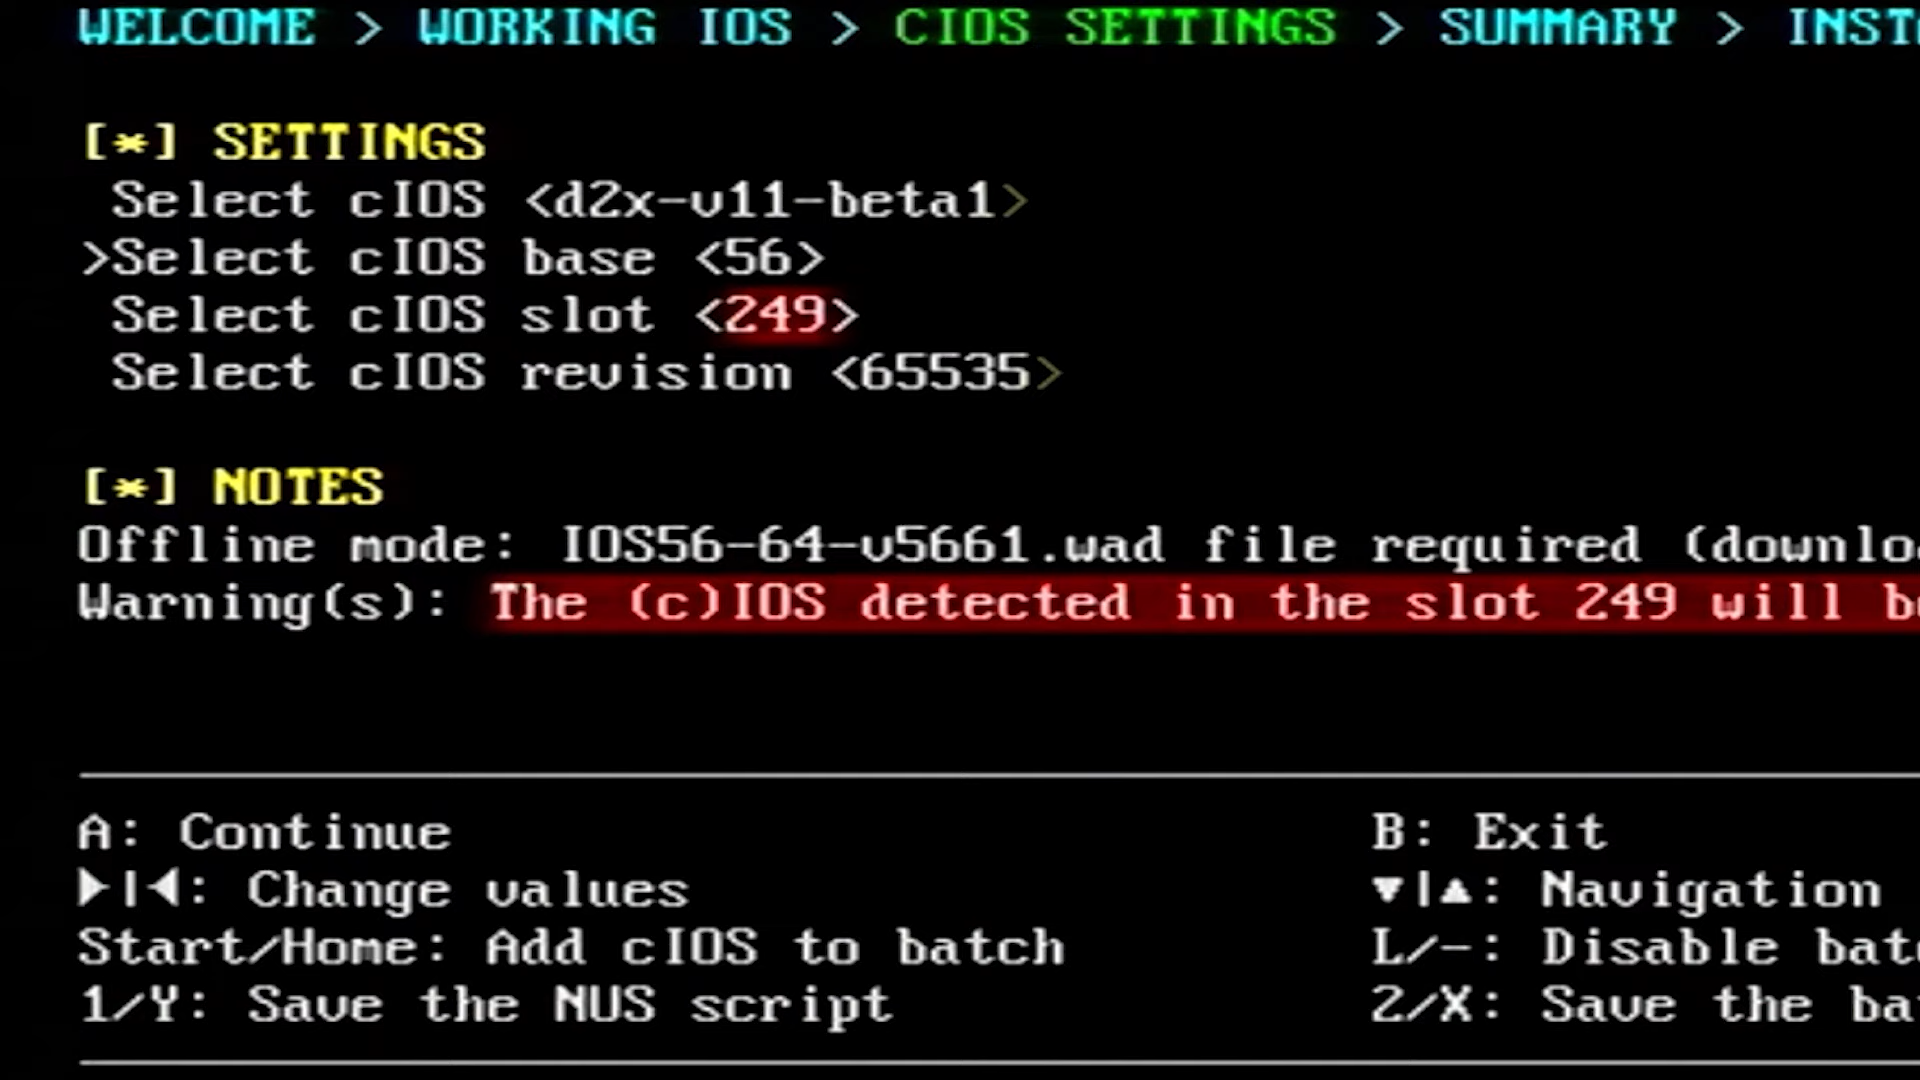 WELCOME > WORKING IOS > CIOS SETTINGS > SUMMARY >
[*] SETTINGS
Select cIOS <d2x-v11-beta1>
>Select cIOS base <56>
Select cIOS slot <249>
Select cIOS revision <65535>
[*] NOTES
Offline mode: IOS56-64-v5661.wad file required
Warning(s): The (c)IOS detected in the slot 249 will
A: Continue B: Exit
►|◄: Change values ▼|▲: Navigation
Start/Home: Add cIOS to batch L/-: Disable
1/Y: Save the NUS script 2/X: Save the